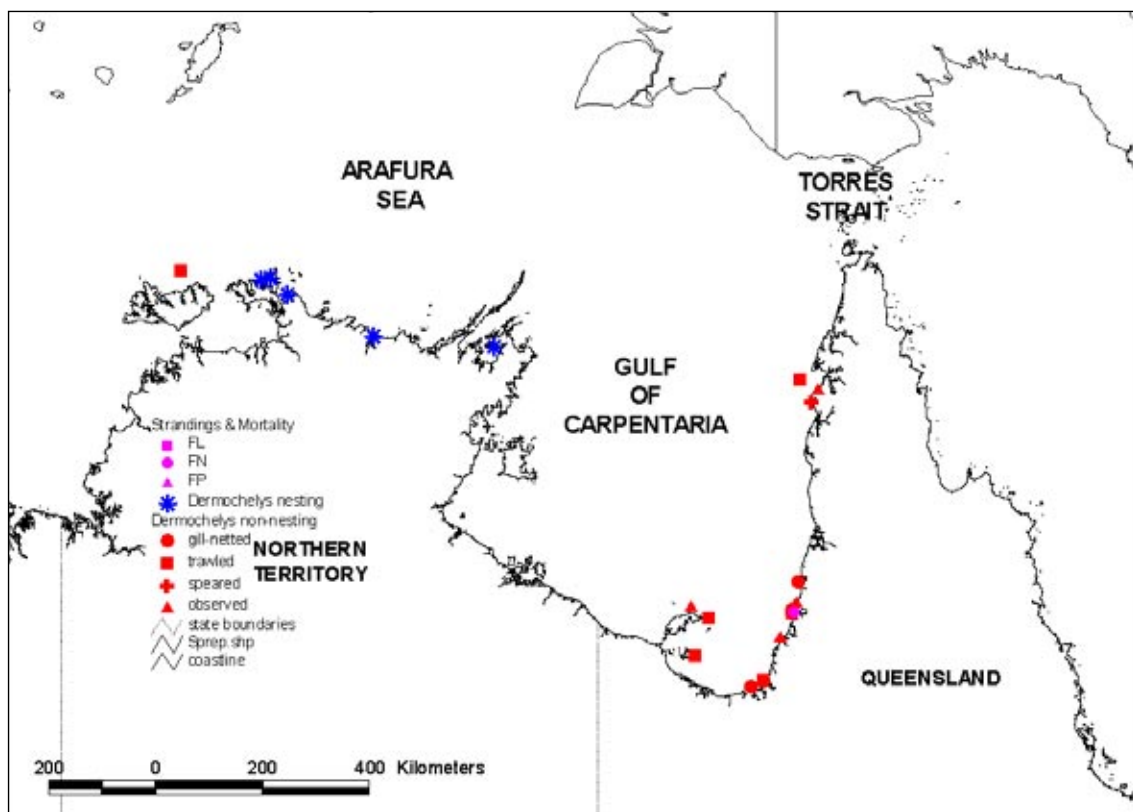 ARAFURA
SEA
TORRES
STRAIT
GULF
OF
CARPENTARIA
Strandings & Mortality
FL
FN
FP
Dermochelys nesting
Dermochelys non-nesting
gill-netted
trawled
speared
observed
state boundaries
Sprep.shp
coastline
NORTHERN
TERRITORY
QUEENSLAND
200 0 200 400 Kilometers